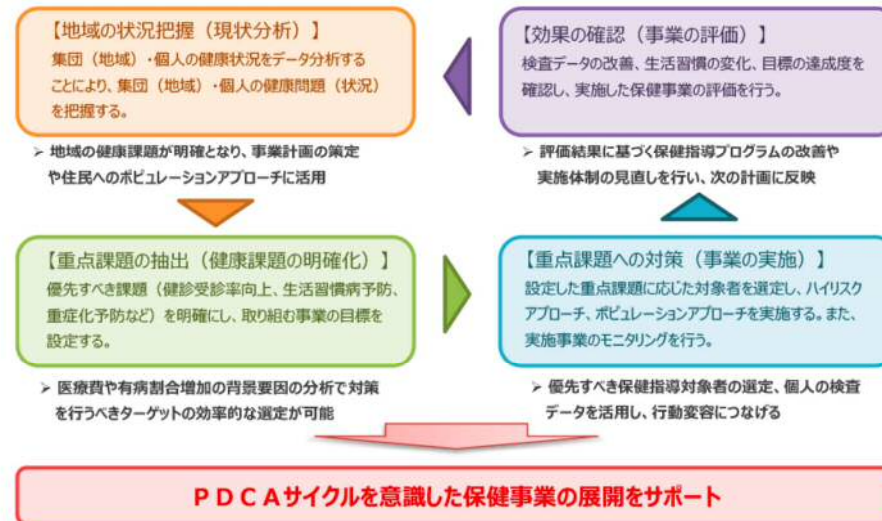 【地域の状況把握（現状分析）】
集団（地域）・個人の健康状況をデータ分析する
ことにより、集団（地域）・個人の健康問題（状況）
を把握する。
➢ 地域の健康課題が明確となり、事業計画の策定
や住民へのポピュレーションアプローチに活用
【効果の確認（事業の評価）】
検査データの改善、生活習慣の変化、目標の達成度を
確認し、実施した保健事業の評価を行う。
➢ 評価結果に基づく保健指導プログラムの改善や
実施体制の見直しを行い、次の計画に反映
【重点課題の抽出（健康課題の明確化）】
優先すべき課題（健診受診率向上、生活習慣病予防、
重症化予防など）を明確にし、取り組む事業の目標を
設定する。
➢ 医療費や有病割合増加の背景要因の分析で対策
を行うべきターゲットの効率的な選定が可能
【重点課題への対策（事業の実施）】
設定した重点課題に応じた対象者を選定し、ハイリスク
アプローチ、ポピュレーションアプローチを実施する。また、
実施事業のモニタリングを行う。
➢ 優先すべき保健指導対象者の選定、個人の検査
データを活用し、行動変容につなげる
ＰＤＣＡサイクルを意識した保健事業の展開をサポート